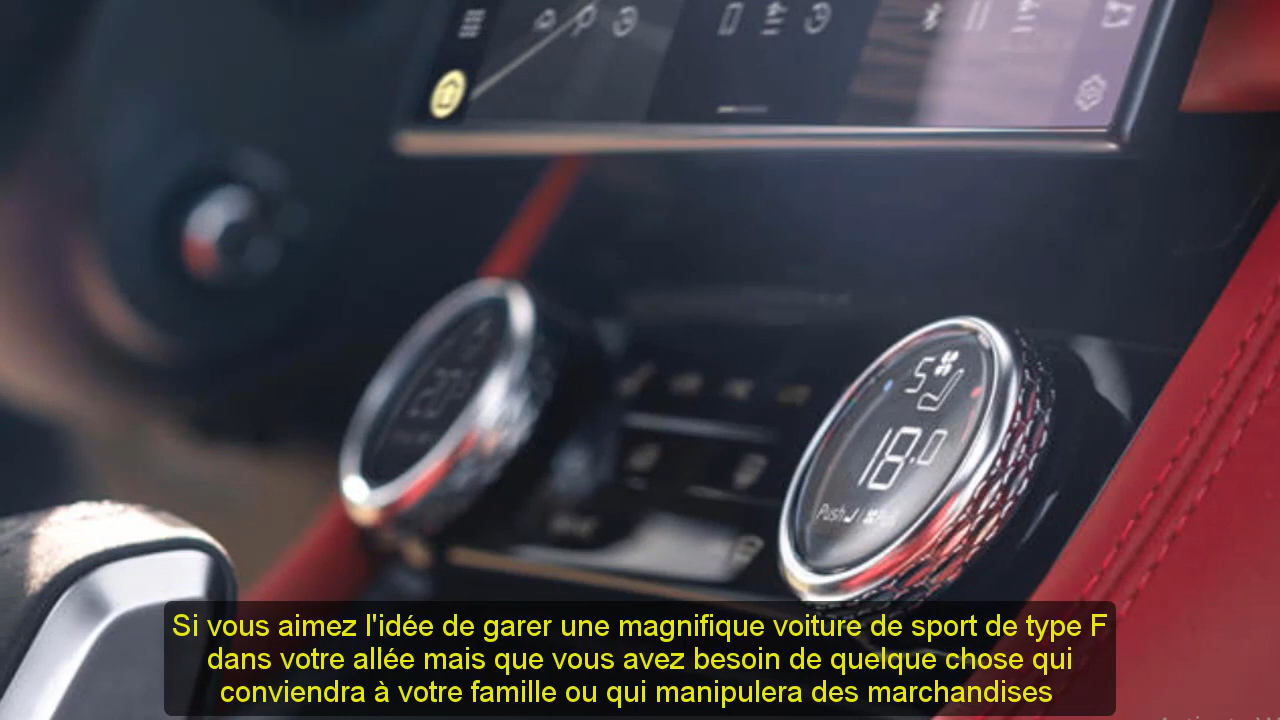 5
18.0
Push
Si vous aimez l'idée de garer une magnifique voiture de sport de type F
dans votre allée mais que vous avez besoin de quelque chose qui
conviendra à votre famille ou qui manipulera des marchandises